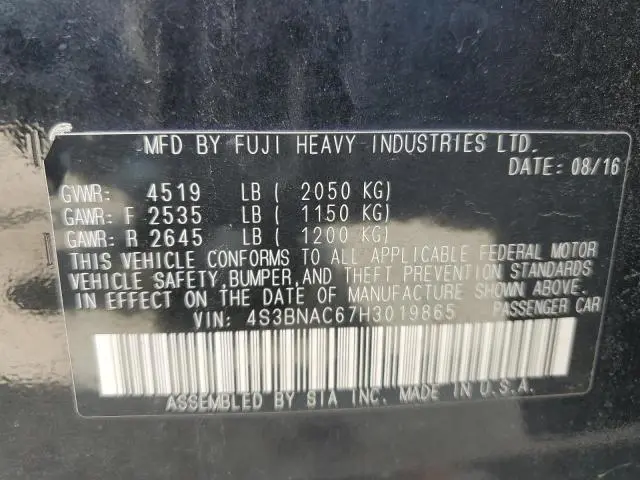 MFD BY FUJI HEAVY INDUSTRIES LTD.
DATE: 08/16
GVWR: 4519 LB ( 2050 KG)
GAWR: F 2535 LB ( 1150 KG)
GAWR: R 2645 LB ( 1200 KG)
THIS VEHICLE CONFORMS TO ALL APPLICABLE FEDERAL MOTOR
VEHICLE SAFETY,BUMPER,AND THEFT PREVENTION STANDARDS
IN EFFECT ON THE DATE OF MANUFACTURE SHOWN ABOVE.
VIN: 4S3BNAC67H3019865 PASSENGER CAR
ASSEMBLED BY SIA INC. MADE IN U.S.A.